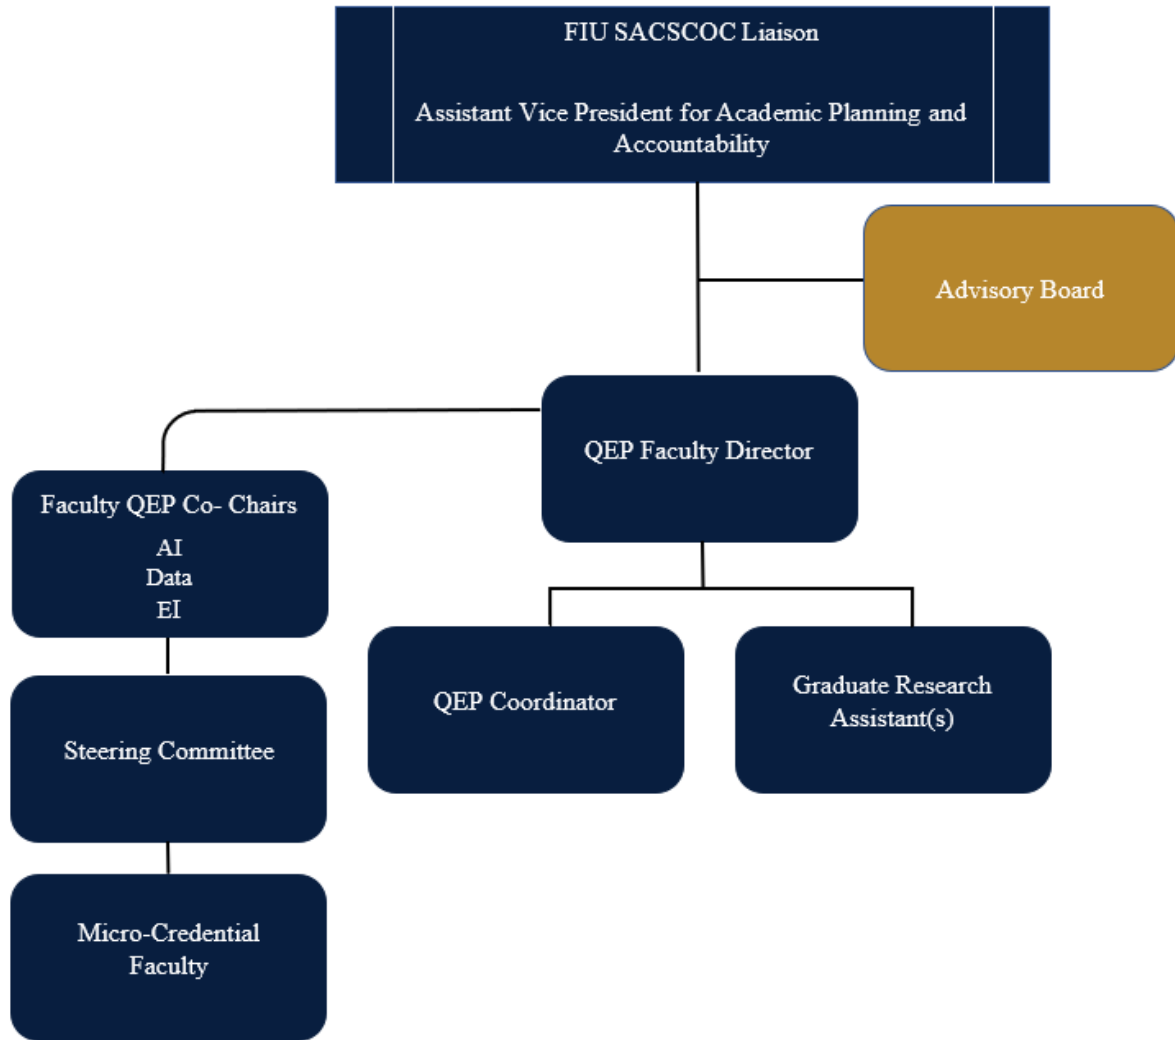 FIU SACSCOC Liaison
Assistant Vice President for Academic Planning and
Accountability
Advisory Board
QEP Faculty Director
Faculty QEP Co- Chairs
AI
Data
EI
QEP Coordinator
Graduate Research
Assistant(s)
Steering Committee
Micro-Credential
Faculty